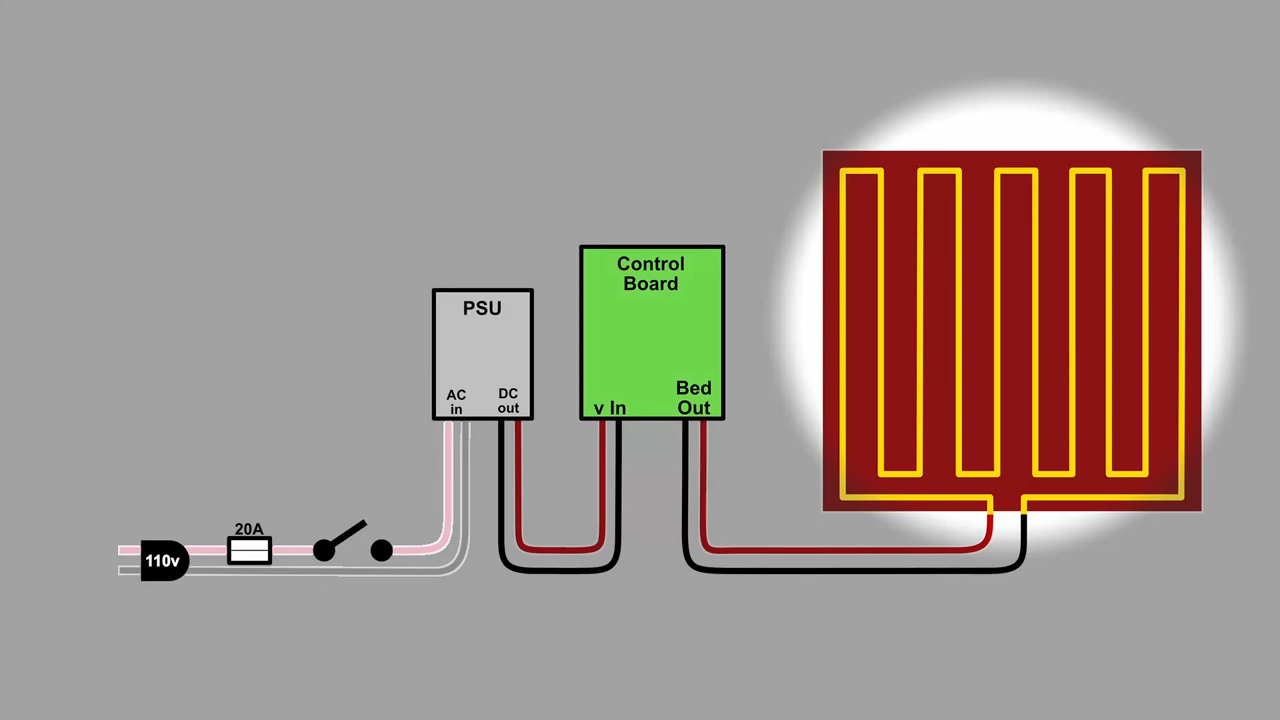 Control
Board
PSU
AC
in
DC
out
v In
Bed
Out
20A
110v